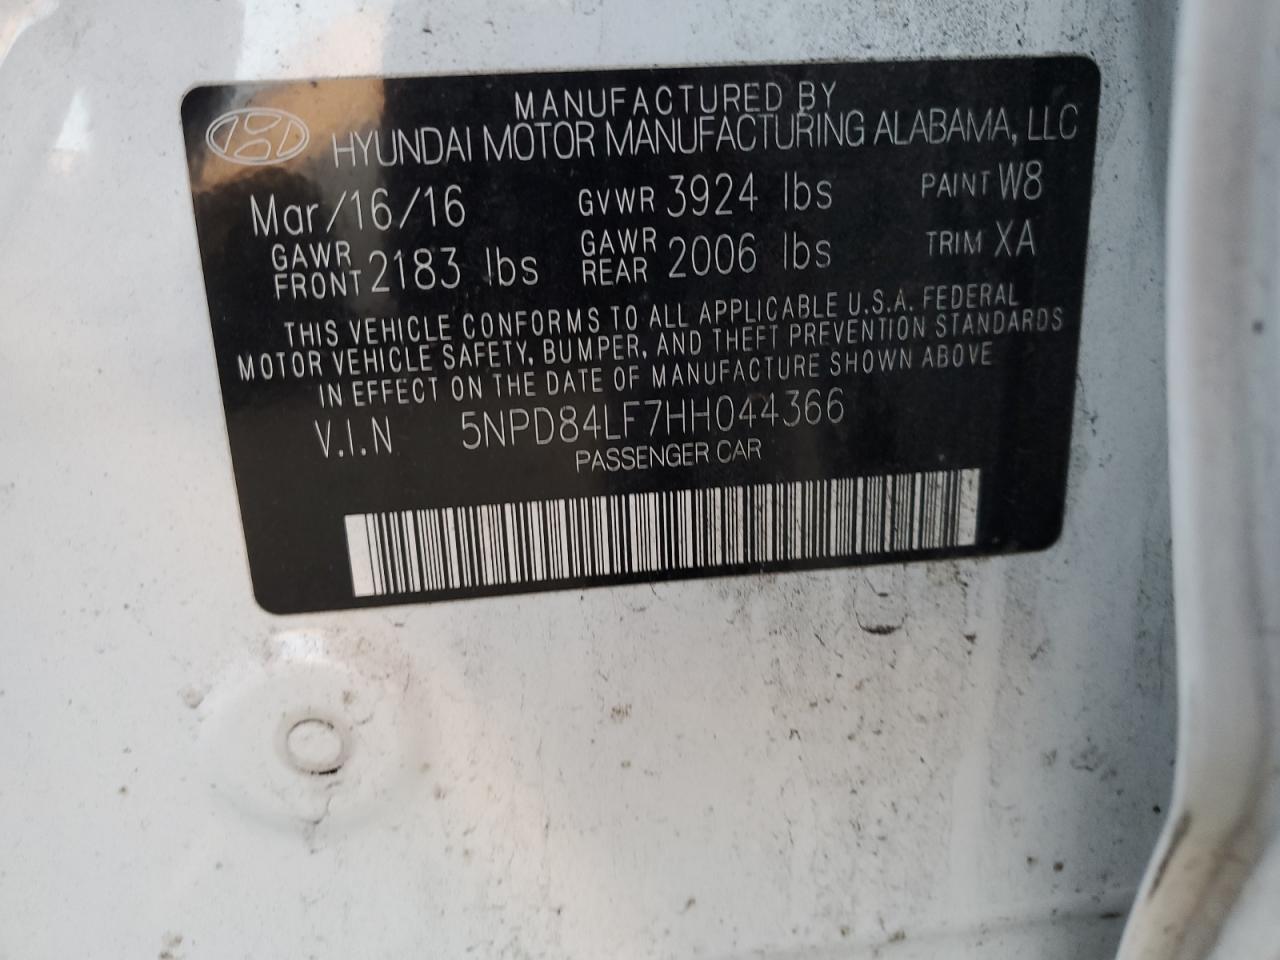 MANUFACTURED BY
HYUNDAI MOTOR MANUFACTURING ALABAMA, LLC
Mar/16/16 GVWR 3924 lbs PAINT W8
GAWR FRONT 2183 lbs GAWR REAR 2006 lbs TRIM XA
THIS VEHICLE CONFORMS TO ALL APPLICABLE U.S.A. FEDERAL
MOTOR VEHICLE SAFETY, BUMPER, AND THEFT PREVENTION STANDARDS
IN EFFECT ON THE DATE OF MANUFACTURE SHOWN ABOVE
V.I.N 5NPD84LF7HH044366
PASSENGER CAR